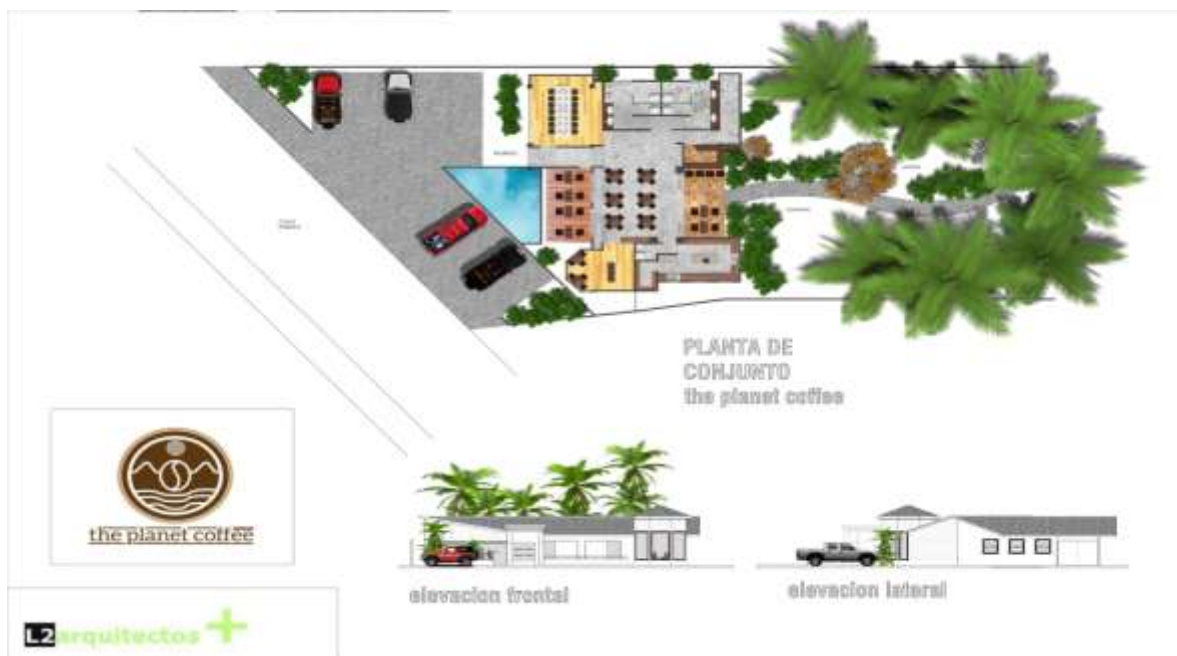 PLANTA DE
CONJUNTO
the planet coffee
the planet coffee
elevacion frontal
elevacion lateral
L2arquitectos+